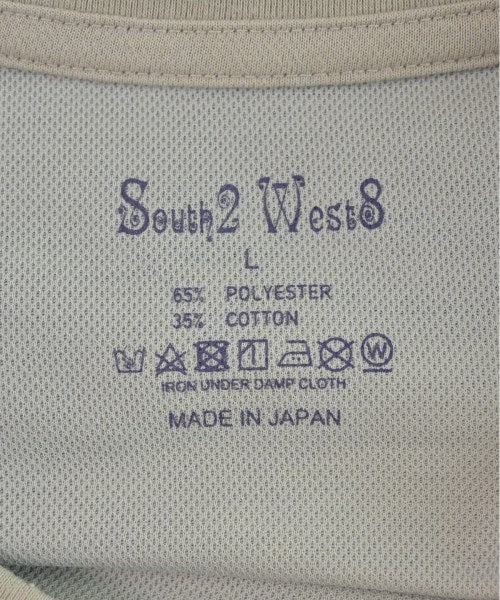 South2 West8
L
65% POLYESTER
35% COTTON
W
IRON UNDER DAMP CLOTH
MADE IN JAPAN